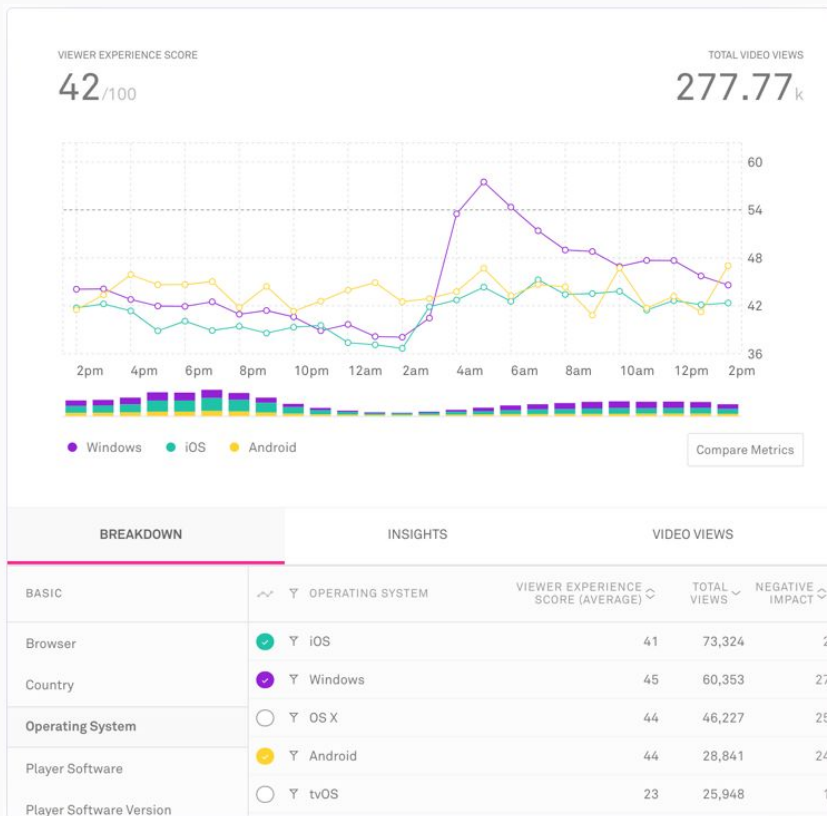 VIEWER EXPERIENCE SCORE
TOTAL VIDEO VIEWS
42/100
277.77k
60
54
48
42
36
2pm 4pm 6pm 8pm 10pm 12am 2am 4am 6am 8am 10am 12pm 2pm
Windows iOS Android
Compare Metrics
BREAKDOWN INSIGHTS VIDEO VIEWS
BASIC
OPERATING SYSTEM
VIEWER EXPERIENCE
SCORE (AVERAGE)
TOTAL
VIEWS
NEGATIVE
IMPACT
Browser
Country
Operating System
Player Software
Player Software Version
iOS 41 73,324 2
Windows 45 60,353 27
OS X 44 46,227 25
Android 44 28,841 24
tvOS 23 25,948 1